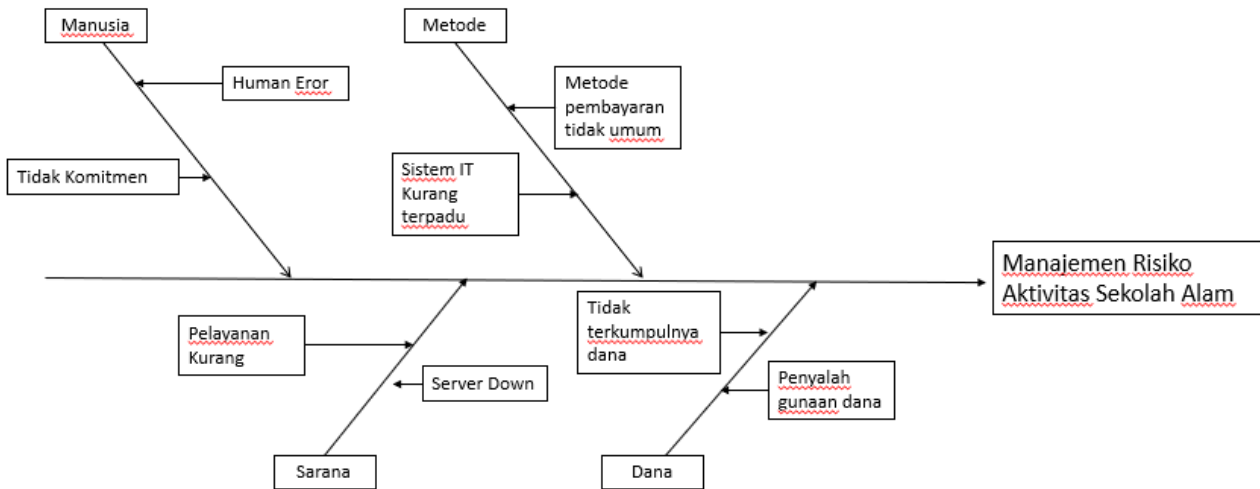 Manusia
Metode
Human Eror
Metode
pembayaran
tidak umum
Tidak Komitmen
Sistem IT
Kurang
terpadu
Manajemen Risiko
Aktivitas Sekolah Alam
Pelayanan
Kurang
Tidak
terkumpulnya
dana
Server Down
Penyalah
gunaan dana
Sarana
Dana